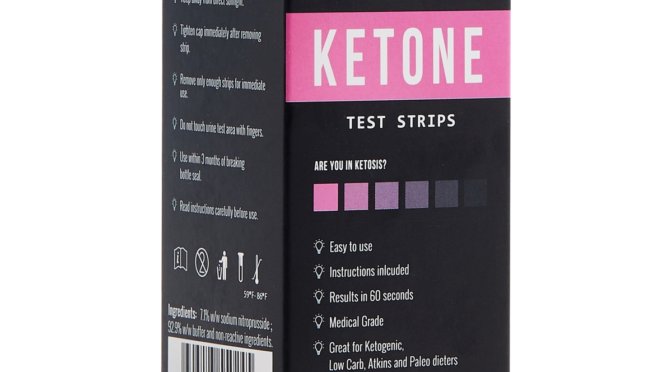 Keep away from direct sunlight.
Tighten cap immediately after removing
strip.
Remove only enough strips for immediate
use.
Do not touch urine test area with fingers.
Use within 3 months of breaking
bottle seal.
Read instructions carefully before use.
59°F-86°F
Ingredients: 7.1% w/w sodium nitroprusside ;
92.9% w/w buffer and non-reactive ingredients.
KETONE
TEST STRIPS
ARE YOU IN KETOSIS?
Easy to use
Instructions inlcuded
Results in 60 seconds
Medical Grade
Great for Ketogenic,
Low Carb, Atkins and Paleo dieters